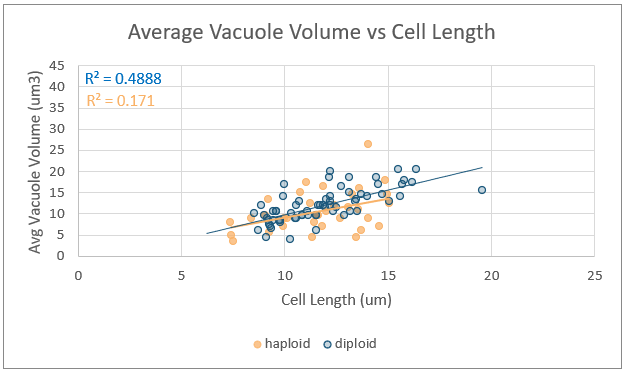 Average Vacuole Volume vs Cell Length
Avg Vacuole Volume (um3)
45
40
35
30
25
20
15
10
5
0
R² = 0.4888
R² = 0.171
0 5 10 15 20 25
Cell Length (um)
haploid diploid